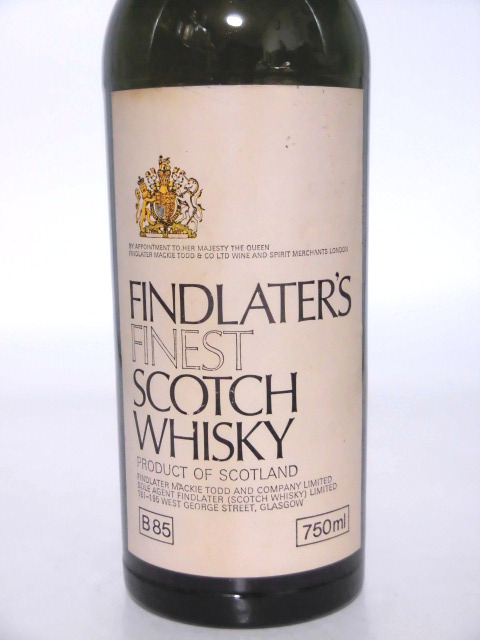 BY APPOINTMENT TO HER MAJESTY THE QUEEN
FINDLATER MACKIE TODD & CO LTD WINE AND SPIRIT MERCHANTS LONDON
FINDLATER'S
FINEST
SCOTCH
WHISKY
PRODUCT OF SCOTLAND
FINDLATER MACKIE TODD AND COMPANY LIMITED
SOLE AGENT FINDLATER (SCOTCH WHISKY) LIMITED
WEST GEORGE STREET, GLASGOW
B85
750ml